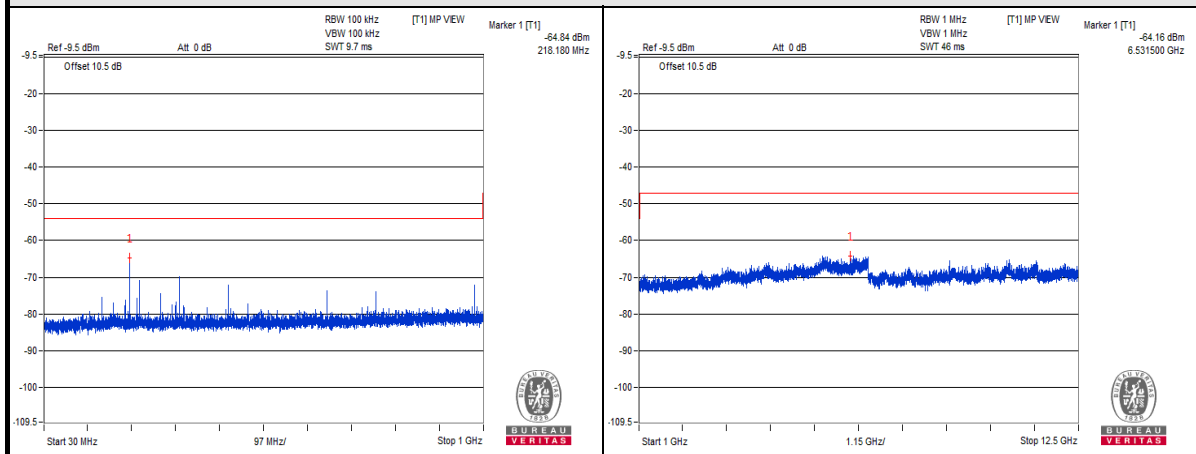 RBW 100 kHz [T1] MP VIEW Marker 1 [T1]
VBW 100 kHz -64.84 dBm
Ref -9.5 dBm Att 0 dB SWT 9.7 ms 218.180 MHz
-9.5
Offset 10.5 dB
-20
-30
-40
-50
1
-60
-70
-80
-90
-100
-109.5
Start 30 MHz 97 MHz/ Stop 1 GHz
BUREAU VERITAS
1828
BUREAU
VERITAS
RBW 1 MHz [T1] MP VIEW Marker 1 [T1]
VBW 1 MHz -64.16 dBm
Ref -9.5 dBm Att 0 dB SWT 46 ms 6.531500 GHz
-9.5
Offset 10.5 dB
-20
-30
-40
-50
1
-60
-70
-80
-90
-100
-109.5
Start 1 GHz 1.15 GHz/ Stop 12.5 GHz
BUREAU VERITAS
1828
BUREAU
VERITAS